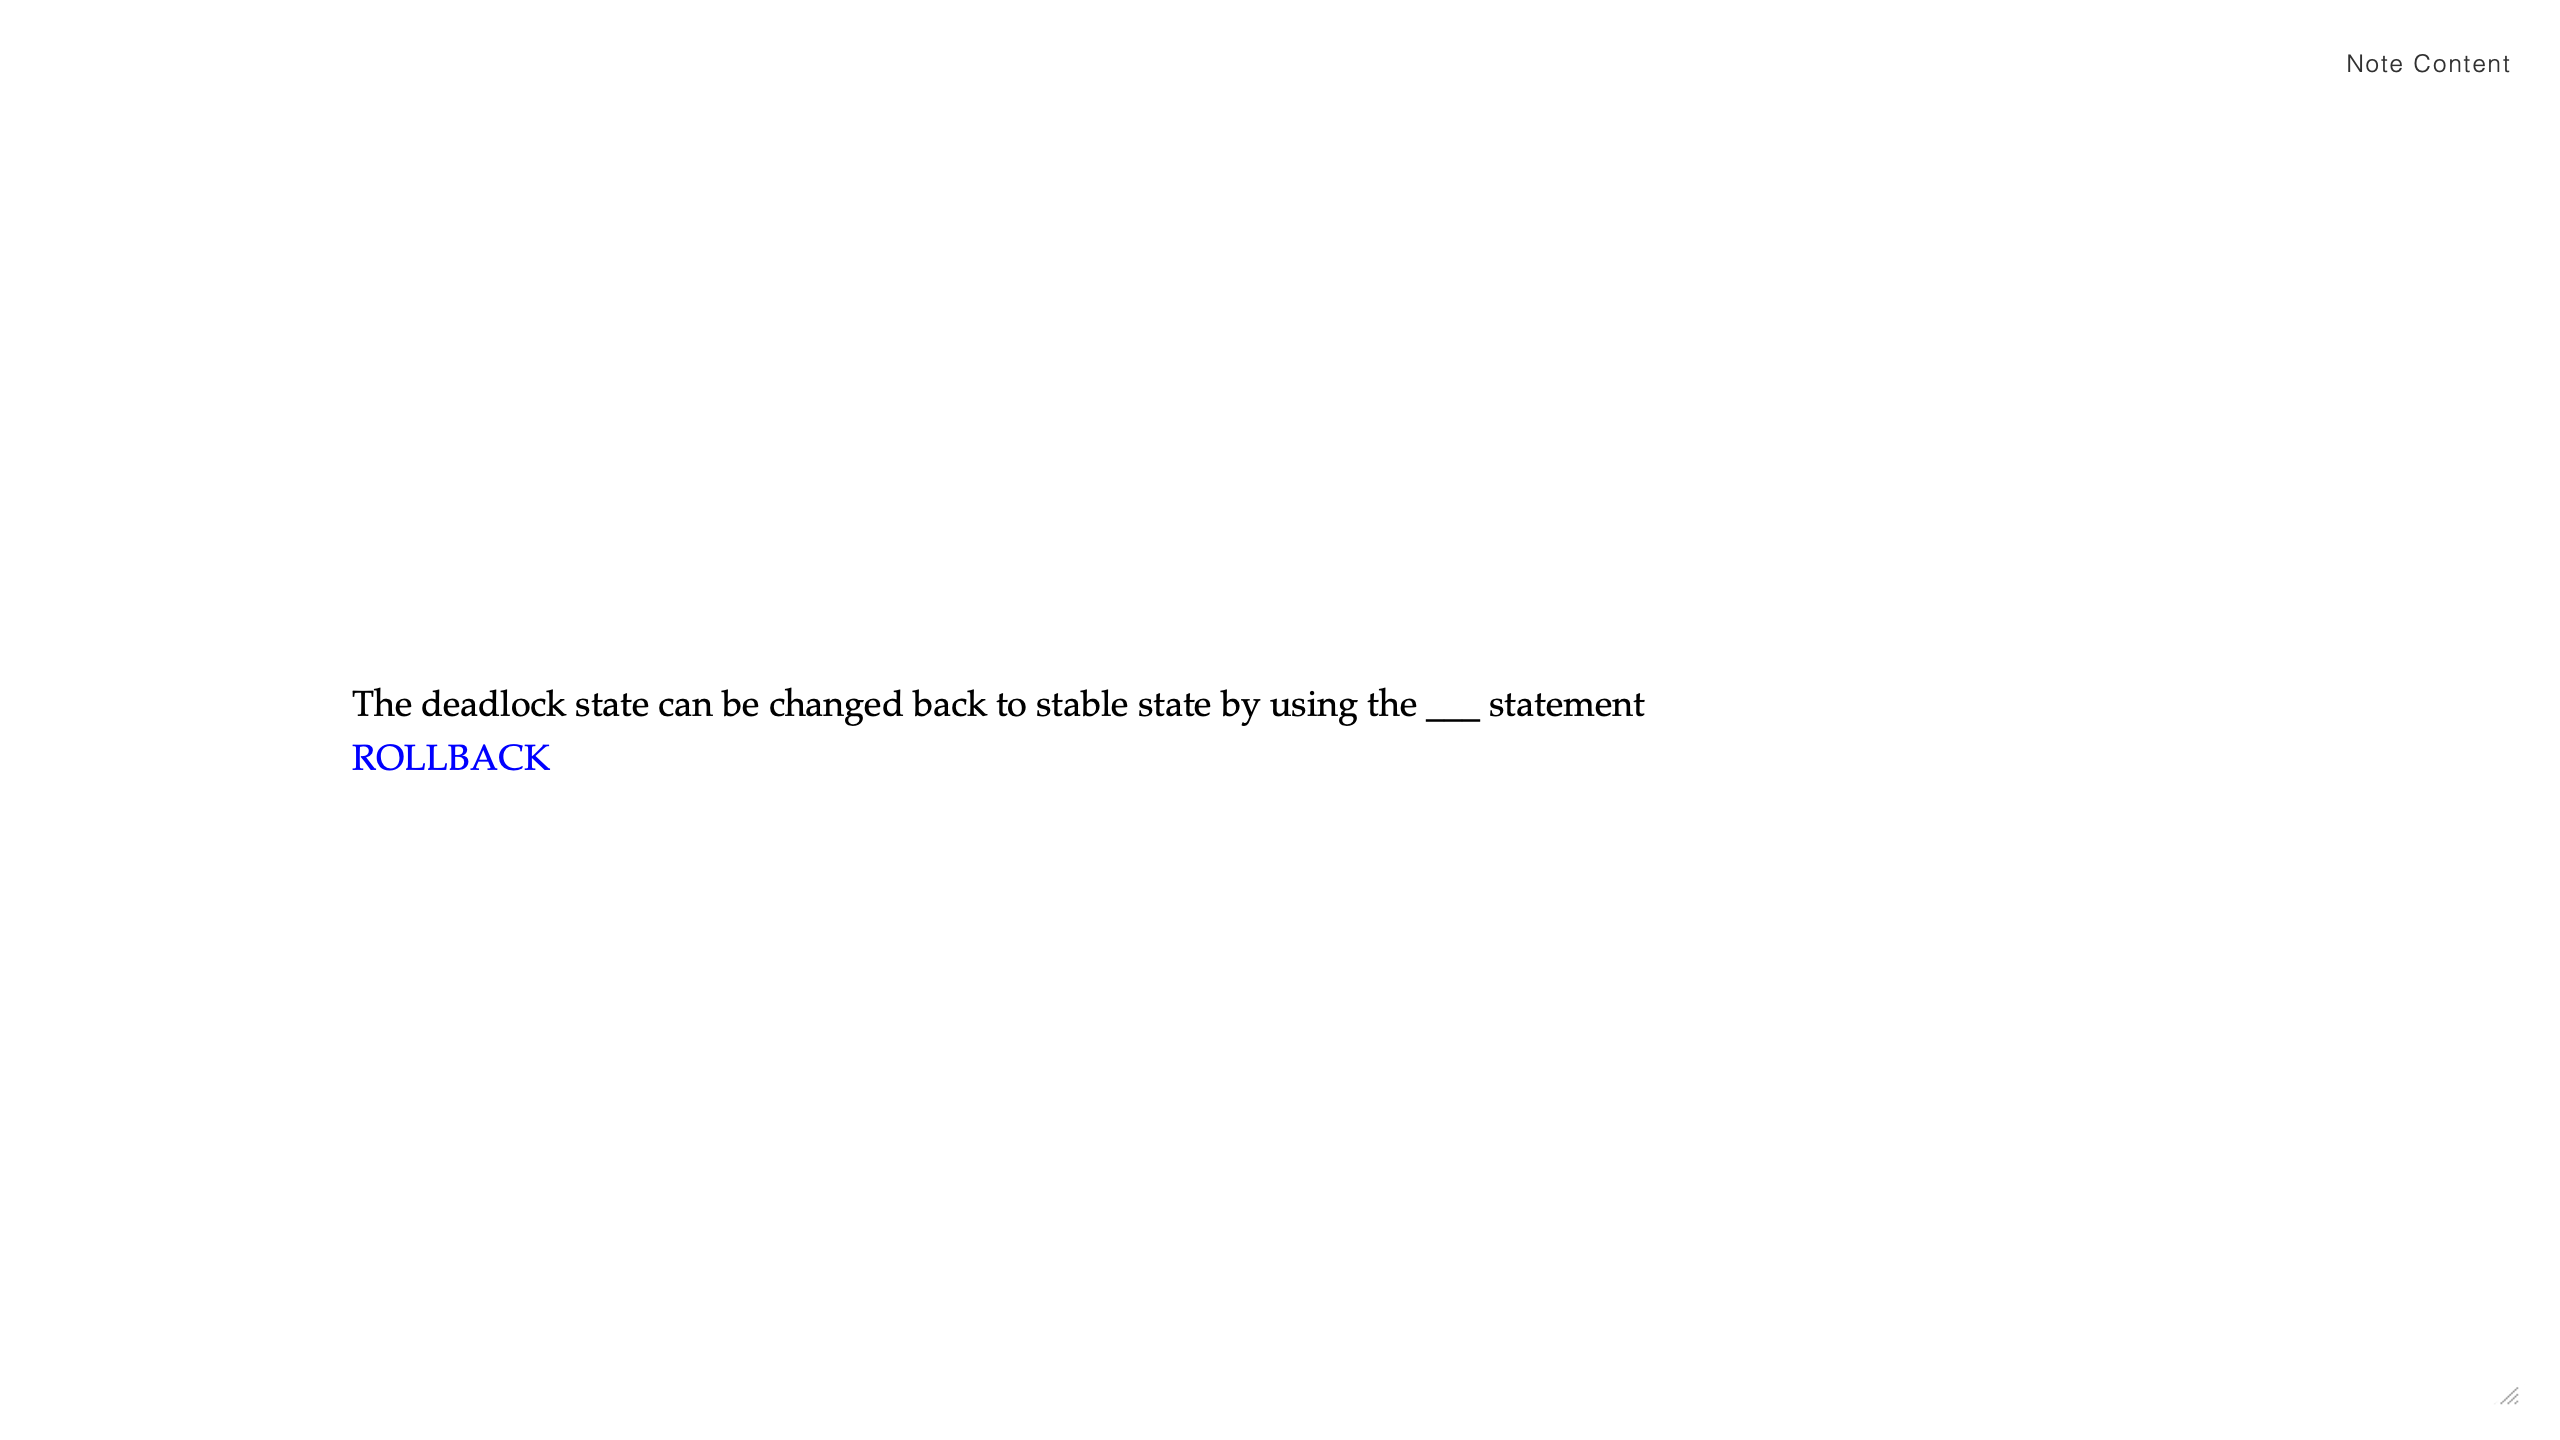 Note Content
The deadlock state can be changed back to stable state by using the ___ statement
ROLLBACK